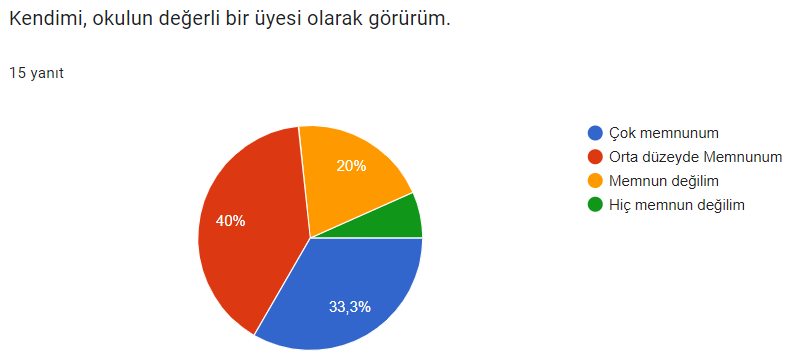 Kendimi, okulun değerli bir üyesi olarak görürüm.
15 yanıt
Çok memnunum
Orta düzeyde Memnunum
Memnun değilim
Hiç memnun değilim
20%
40%
33,3%